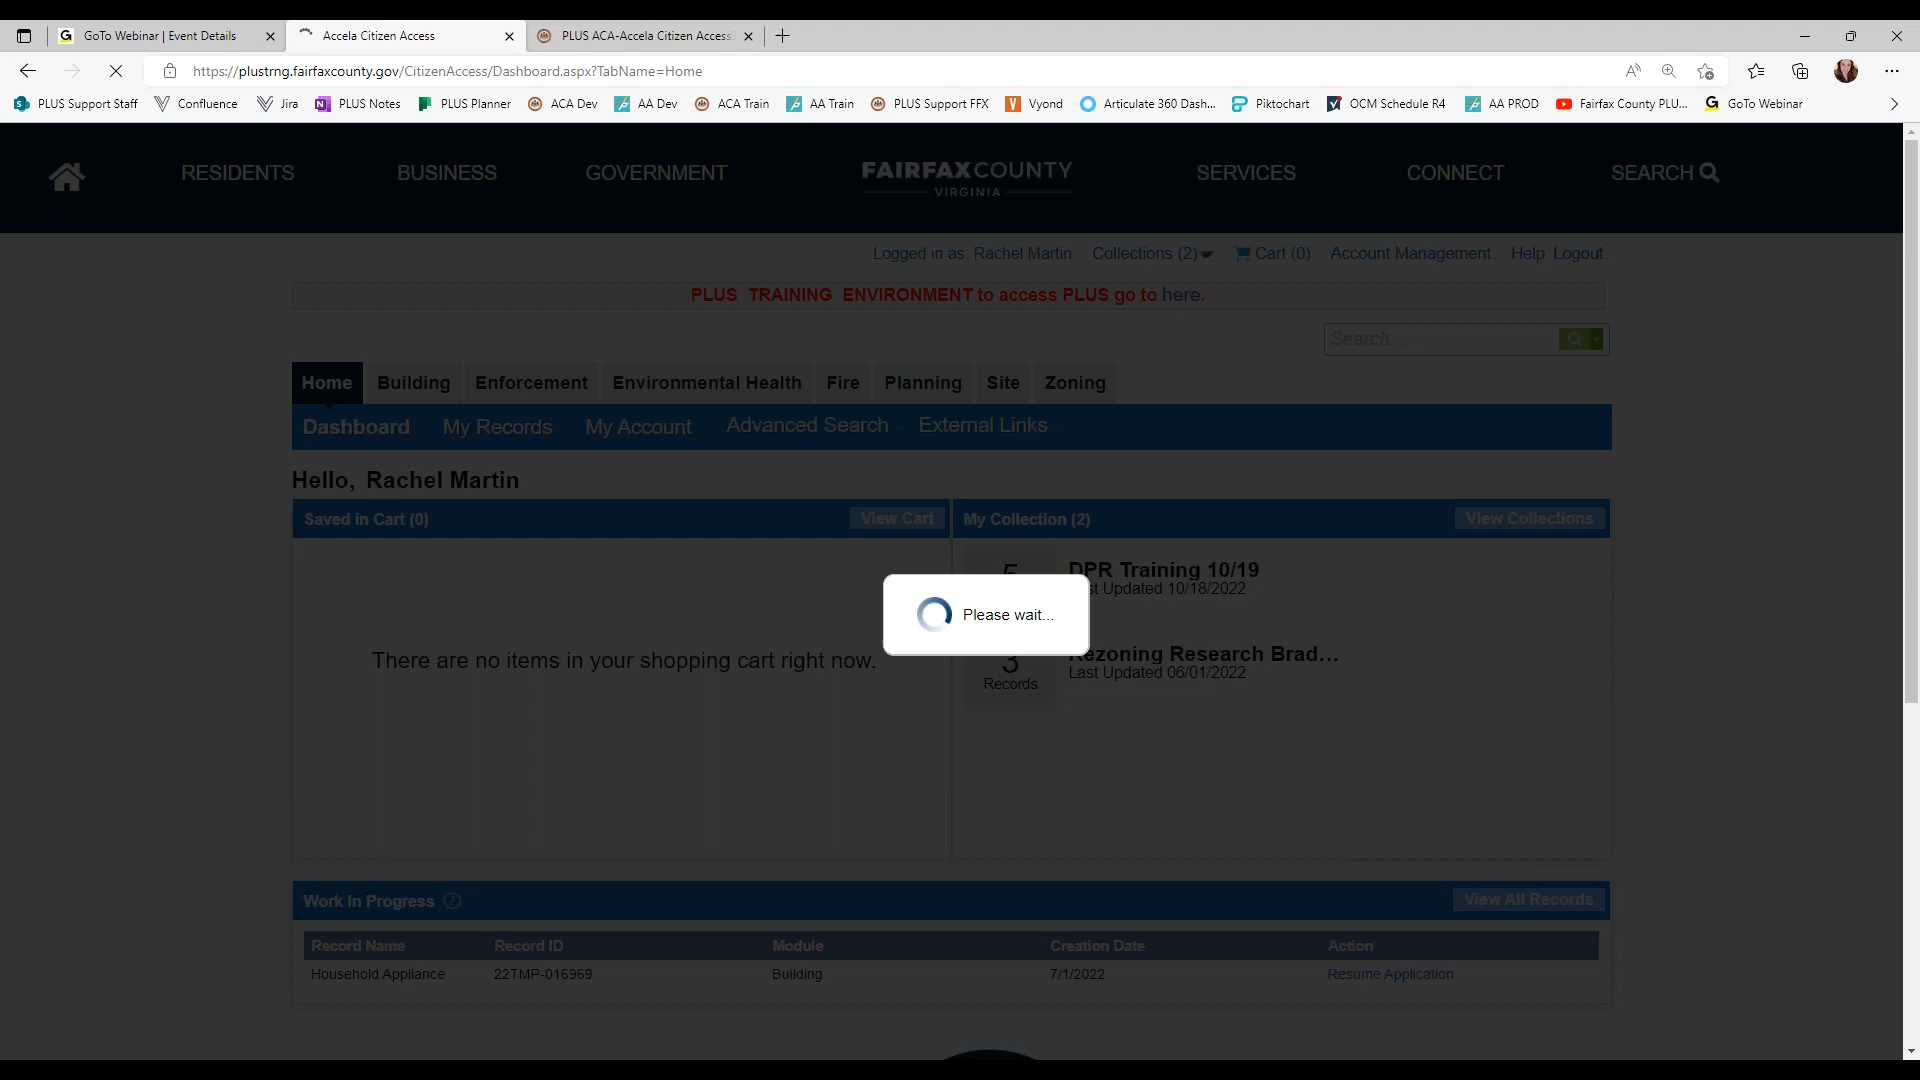 GoTo Webinar | Event Details
Accela Citizen Access
PLUS ACA-Accela Citizen Access
https://plustrng.fairfaxcounty.gov/CitizenAccess/Dashboard.aspx?TabName=Home
PLUS Support Staff Confluence Jira PLUS Notes PLUS Planner ACA Dev AA Dev ACA Train AA Train PLUS Support FFX Vyond Articulate 360 Dash... Piktochart OCM Schedule R4 AA PROD Fairfax County PLU... GoTo Webinar
RESIDENTS BUSINESS GOVERNMENT FAIRFAX COUNTY SERVICES CONNECT SEARCH
VIRGINIA
Logged in as: Rachel Martin Collections (2) Cart (0) Account Management Help Logout
PLUS TRAINING ENVIRONMENT to access PLUS go to here.
Search...
Home Building Enforcement Environmental Health Fire Planning Site Zoning
Dashboard My Records My Account Advanced Search External Links
Hello, Rachel Martin
Saved in Cart (0) View Cart
There are no items in your shopping cart right now.
My Collection (2) View Collections
5
DPR Training 10/19
st Updated 10/18/2022
Please wait...
3
Records
Rezoning Research Brad...
Last Updated 06/01/2022
Work In Progress ? View All Records
Record Name Record ID Module Creation Date Action
Household Appliance 22TMP-016969 Building 7/1/2022 Resume Application